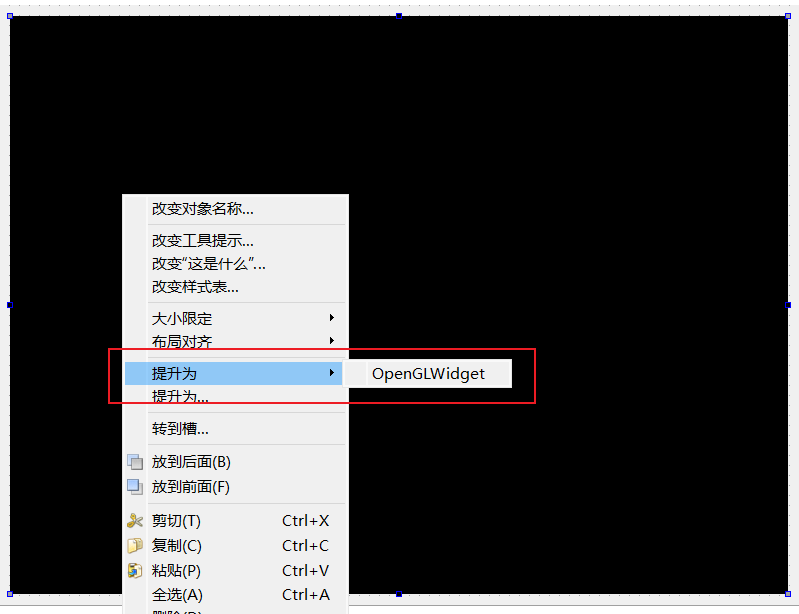 改变对象名称...
改变工具提示...
改变“这是什么”...
改变样式表...
大小限定
布局对齐
提升为
OpenGLWidget
提升为...
转到槽...
放到后面(B)
放到前面(F)
剪切(T) Ctrl+X
复制(C) Ctrl+C
粘贴(P) Ctrl+V
全选(A) Ctrl+A